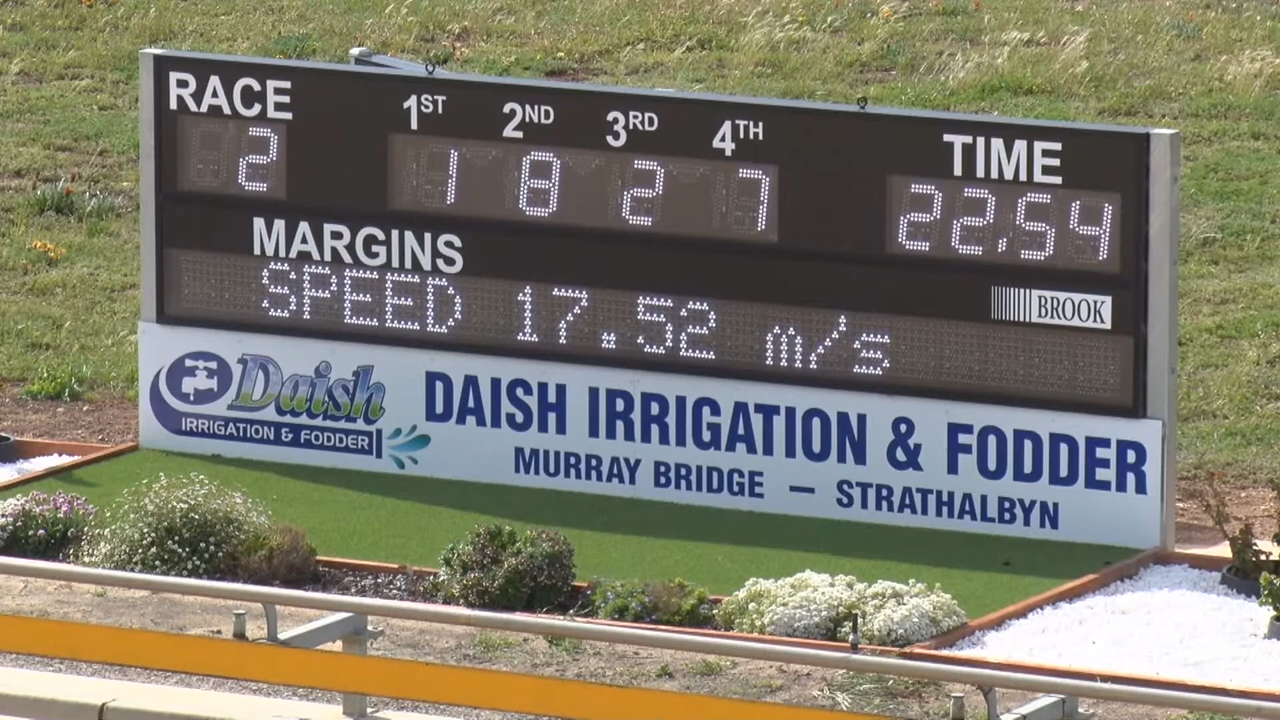 RACE 1ST 2ND 3RD 4TH TIME
2 1 8 2 7 22.54
MARGINS
SPEED 17.52 m/s
BROOK
Daish
IRRIGATION & FODDER
DAISH IRRIGATION & FODDER
MURRAY BRIDGE – STRATHALBYN